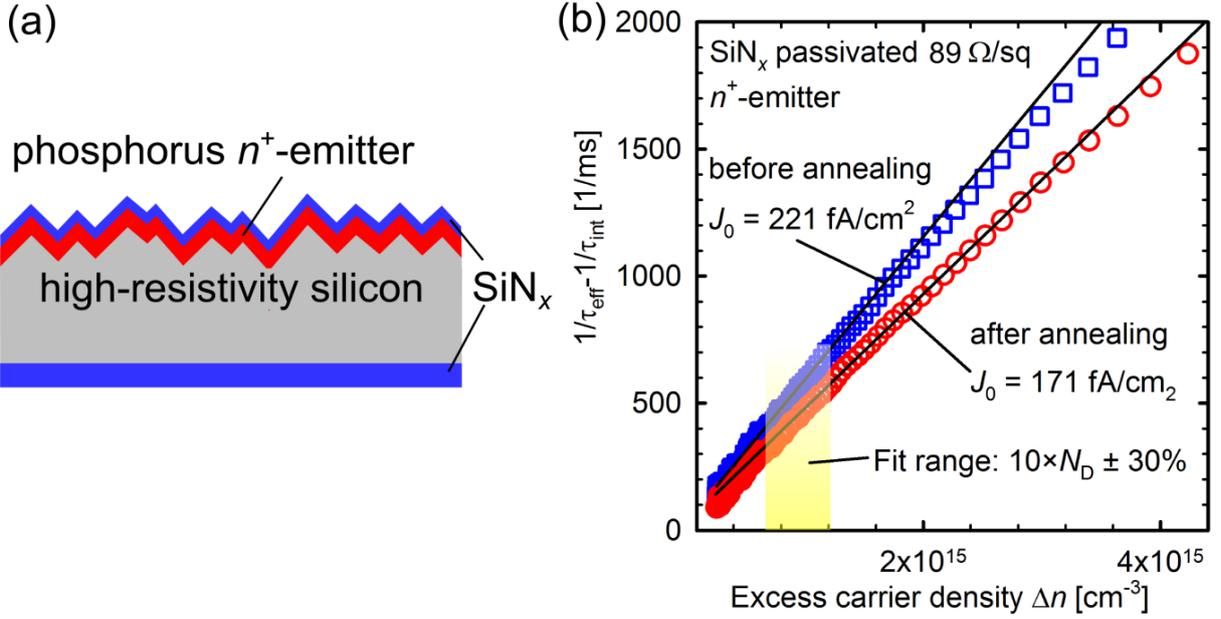 (a)
phosphorus n⁺-emitter
high-resistivity silicon
SiNₓ
(b)
2000
1500
1000
500
0
1/τeff-1/τint [1/ms]
SiNₓ passivated 89 Ω/sq
n⁺-emitter
before annealing
J₀ = 221 fA/cm²
after annealing
J₀ = 171 fA/cm₂
Fit range: 10×N_D ± 30%
2x10¹⁵
4x10¹⁵
Excess carrier density Δn [cm⁻³]